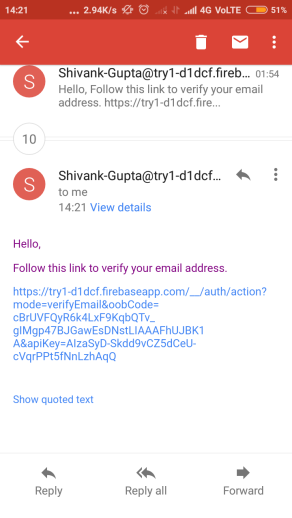 14:21 ... 2.94K/s 4G VoLTE 51%
S Shivank-Gupta@try1-d1dcf.fireb... 01:54
Hello, Follow this link to verify your email
address. https://try1-d1dcf.fire...
10
S Shivank-Gupta@try1-d1dcf...
to me
14:21 View details
Hello,
Follow this link to verify your email address.
https://try1-d1dcf.firebaseapp.com/__/auth/action?
mode=verifyEmail&oobCode=
cBrUVFQyR6k4LxF9KqbQTv_
gIMgp47BJGawEsDNstLIAAAFhUJBK1
A&apiKey=AIzaSyD-Skdd9vCZ5dCeU-
cVqrPPt5fNnLzhAqQ
Show quoted text
Reply Reply all Forward